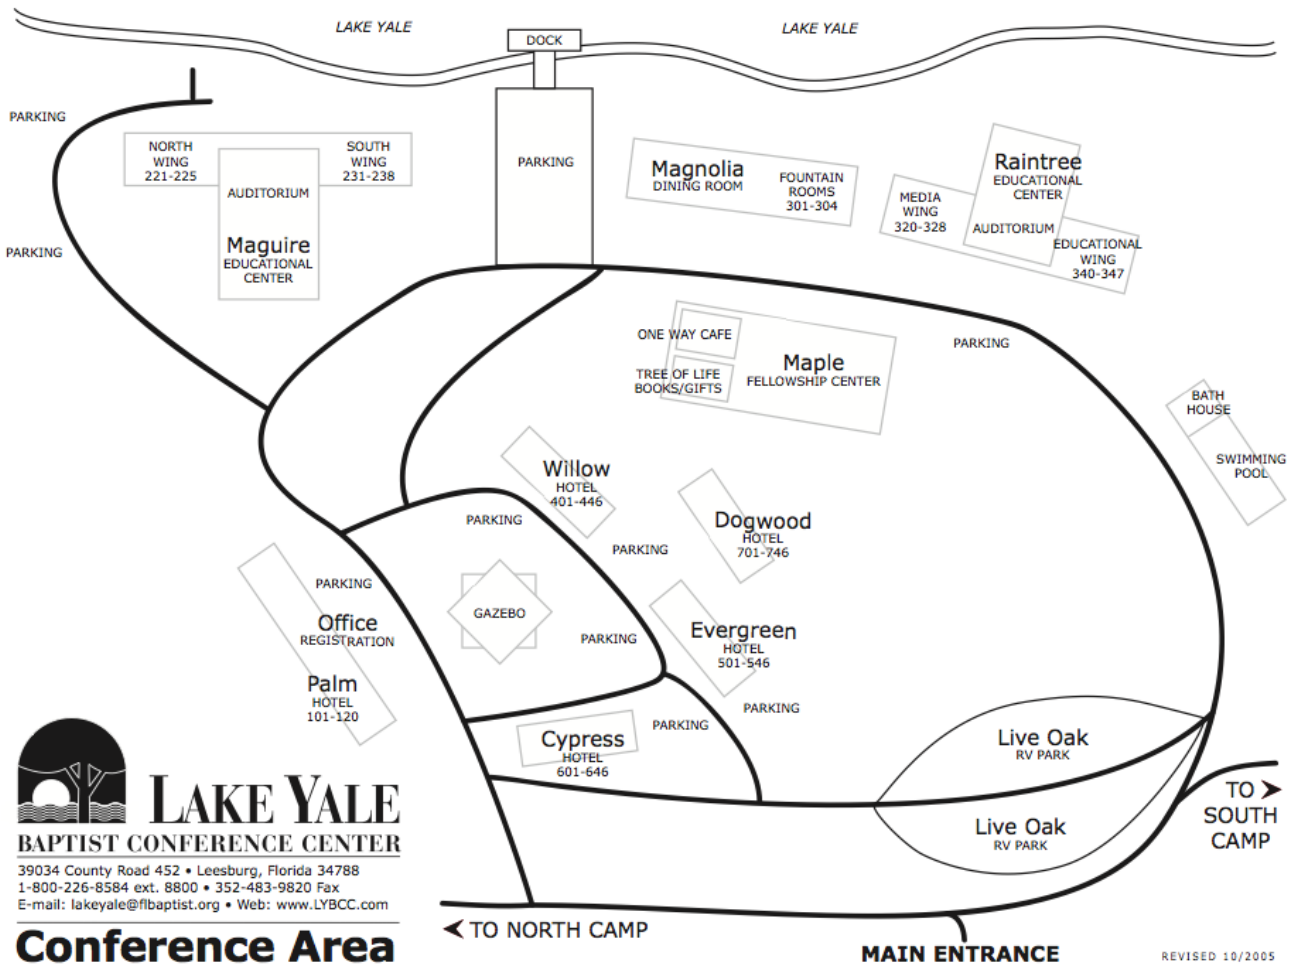 LAKE YALE
LAKE YALE
DOCK
PARKING
NORTH
WING
221-225
SOUTH
WING
231-238
AUDITORIUM
Maguire
EDUCATIONAL
CENTER
PARKING
PARKING
Magnolia
DINING ROOM
FOUNTAIN
ROOMS
301-304
Raintree
EDUCATIONAL
CENTER
AUDITORIUM
MEDIA
WING
320-328
EDUCATIONAL
WING
340-347
ONE WAY CAFE
TREE OF LIFE
BOOKS/GIFTS
Maple
FELLOWSHIP CENTER
PARKING
BATH
HOUSE
SWIMMING
POOL
Willow
HOTEL
401-446
PARKING
PARKING
Dogwood
HOTEL
701-746
PARKING
Office
REGISTRATION
Palm
HOTEL
101-120
GAZEBO
PARKING
Evergreen
HOTEL
501-546
PARKING
PARKING
Cypress
HOTEL
601-646
Live Oak
RV PARK
Live Oak
RV PARK
TO
SOUTH
CAMP
LAKE YALE
BAPTIST CONFERENCE CENTER
39034 County Road 452 • Leesburg, Florida 34788
1-800-226-8584 ext. 8800 • 352-483-9820 Fax
E-mail: lakeyale@flbaptist.org • Web: www.LYBCC.com
Conference Area
TO NORTH CAMP
MAIN ENTRANCE
REVISED 10/2005